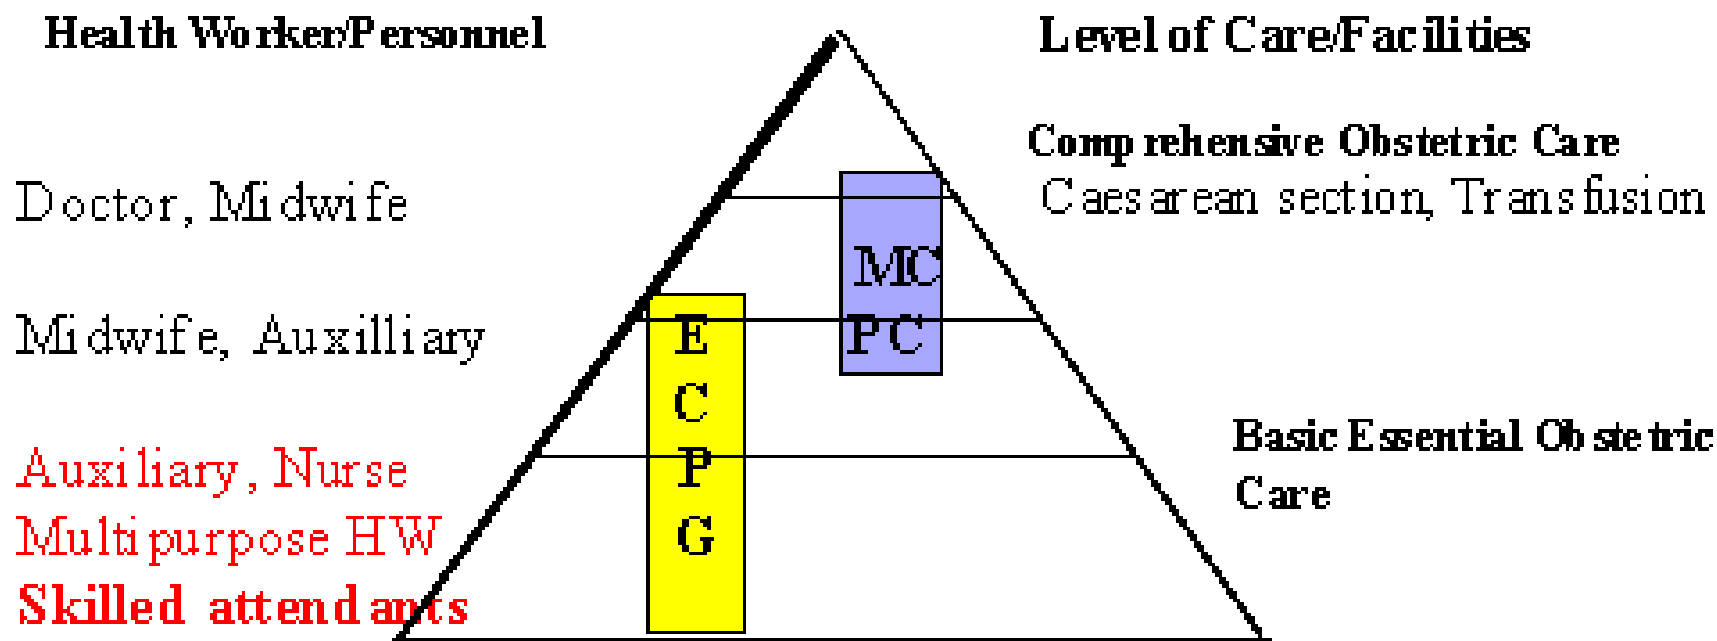 Health Worker/Personnel
Level of Care/Facilities
Comprehensive Obstetric Care
Caesarean section, Transfusion
Doctor, Midwife
MC
PC
Midwife, Auxilliary
E
C
P
G
Basic Essential Obstetric
Care
Auxiliary, Nurse
Multipurpose HW
Skilled attendants